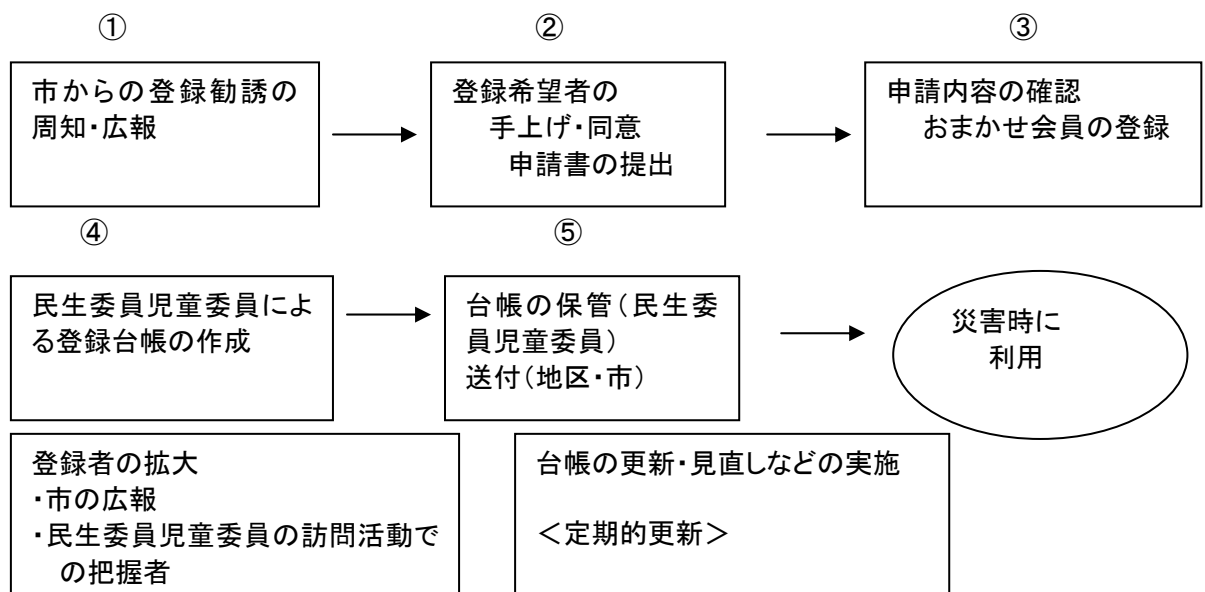 ① ② ③
市からの登録勧誘の
周知・広報
登録希望者の
手上げ・同意
申請書の提出
申請内容の確認
おまかせ会員の登録
④ ⑤
民生委員児童委員によ
る登録台帳の作成
台帳の保管(民生委
員児童委員)
送付(地区・市)
災害時に
利用
登録者の拡大
・市の広報
・民生委員児童委員の訪問活動で
の把握者
台帳の更新・見直しなどの実施
<定期的更新>